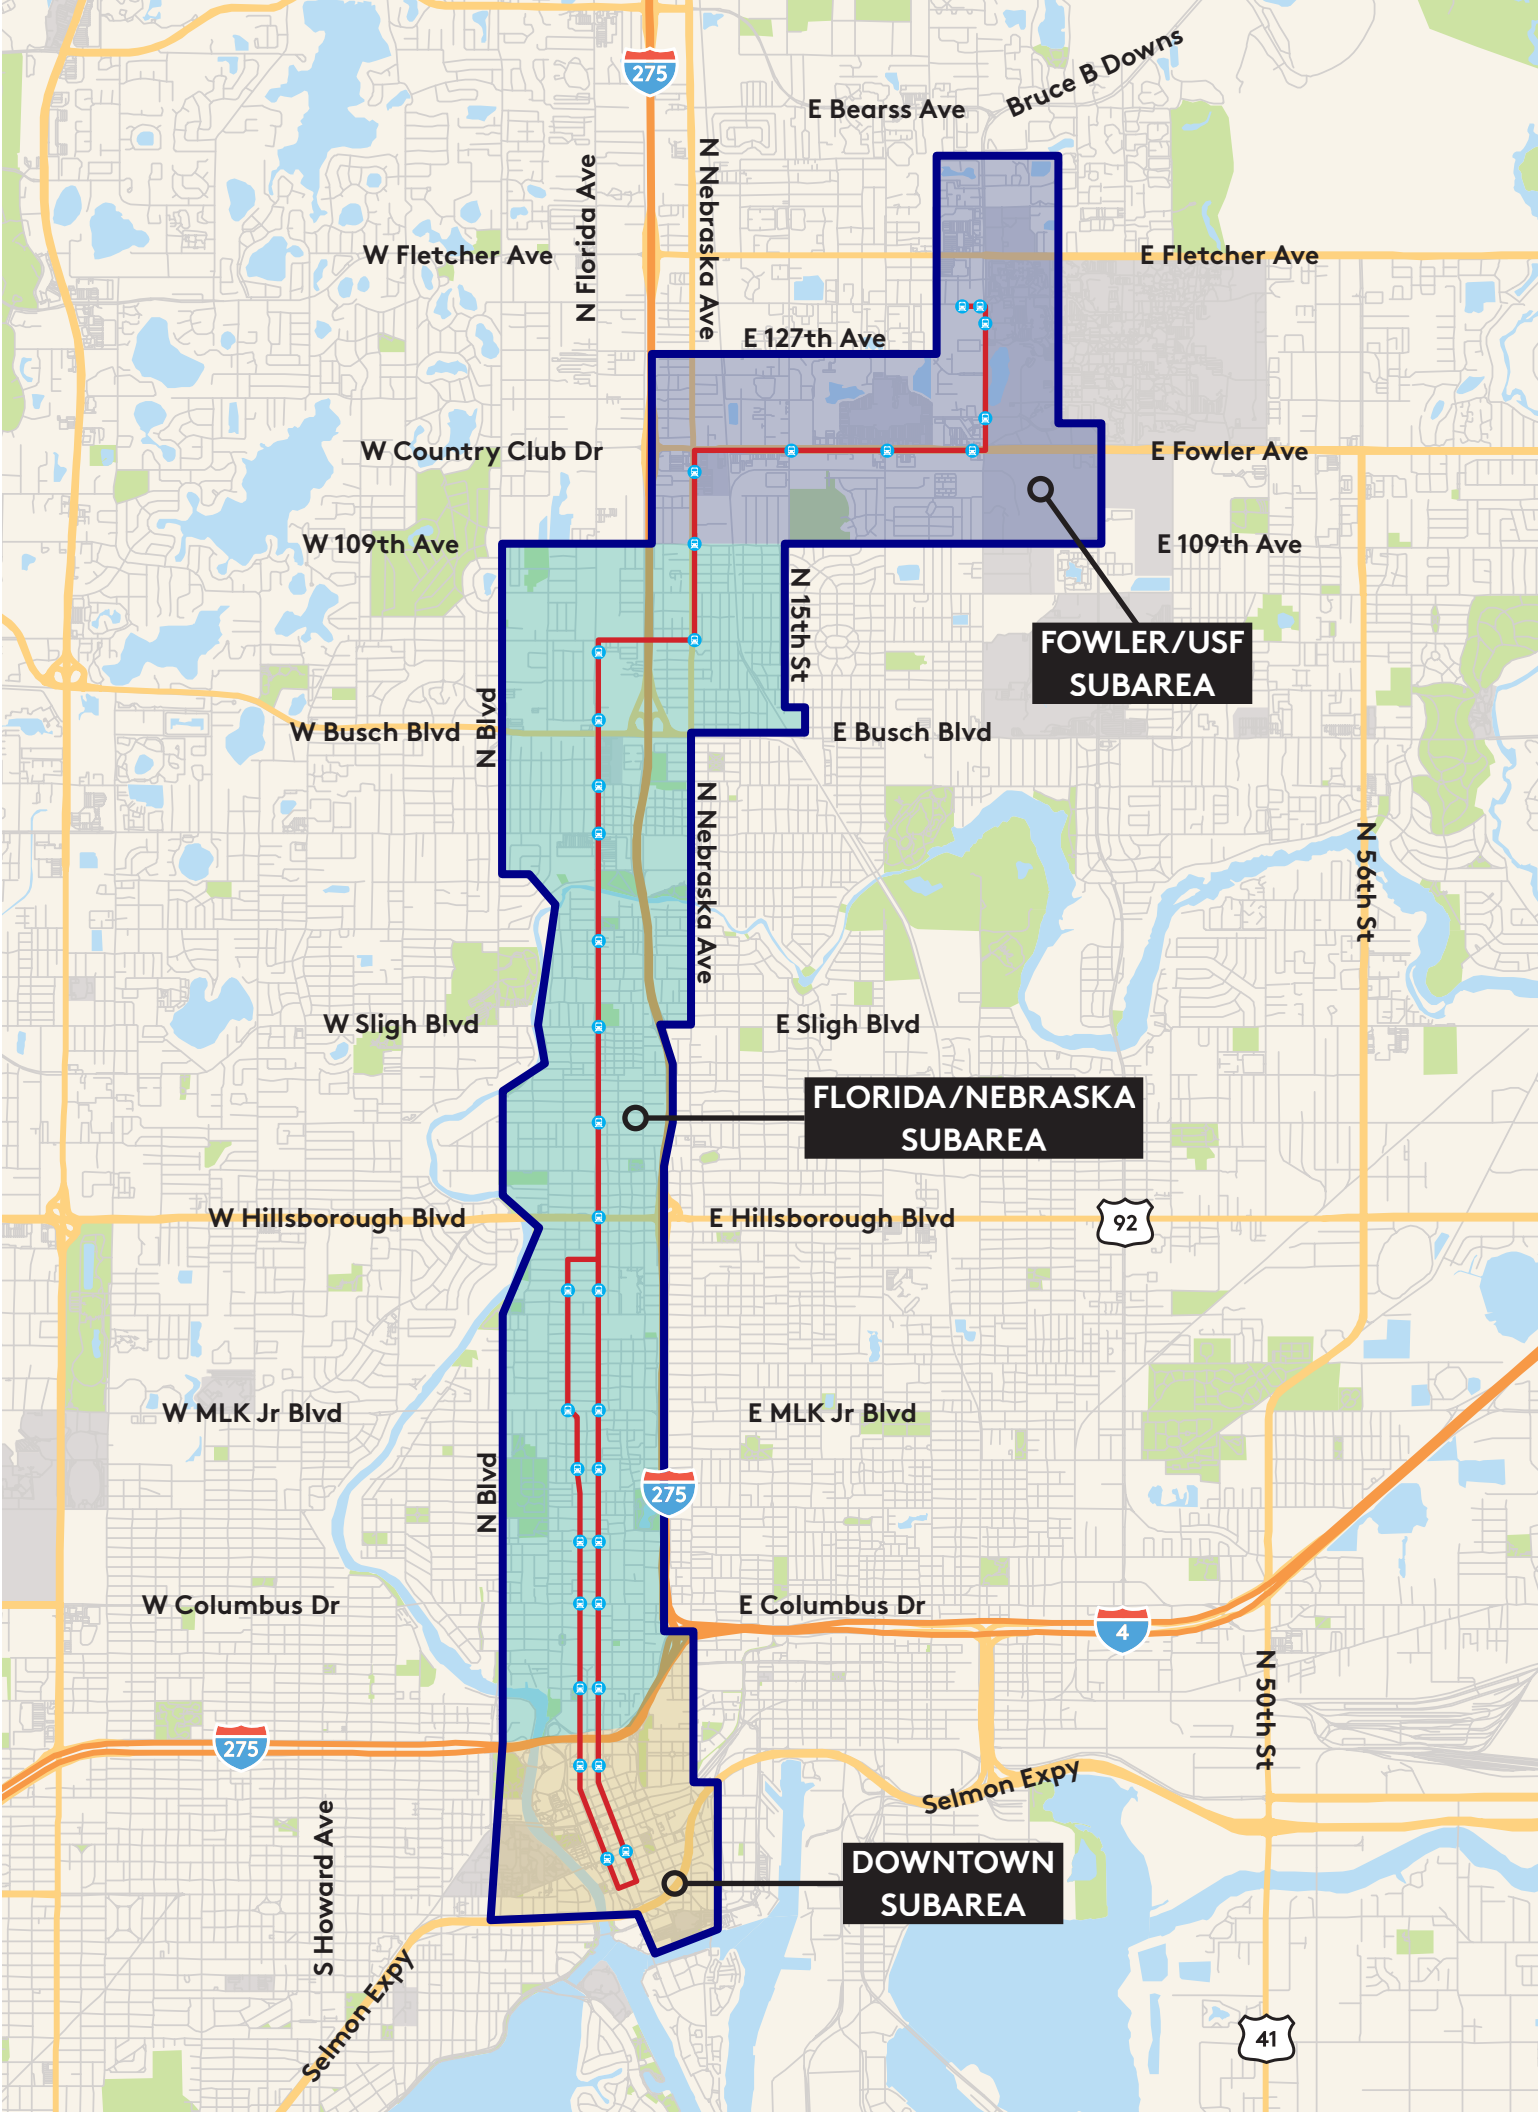 275
E Bearss Ave
Bruce B Downs
N Florida Ave
N Nebraska Ave
W Fletcher Ave
E Fletcher Ave
E 127th Ave
W Country Club Dr
E Fowler Ave
W 109th Ave
E 109th Ave
N 15th St
FOWLER/USF
SUBAREA
N Blvd
W Busch Blvd
E Busch Blvd
N Nebraska Ave
N 56th St
W Sligh Blvd
E Sligh Blvd
FLORIDA/NEBRASKA
SUBAREA
W Hillsborough Blvd
E Hillsborough Blvd
92
W MLK Jr Blvd
E MLK Jr Blvd
N Blvd
275
W Columbus Dr
E Columbus Dr
4
N 50th St
275
Selmon Expy
S Howard Ave
DOWNTOWN
SUBAREA
Selmon Expy
41